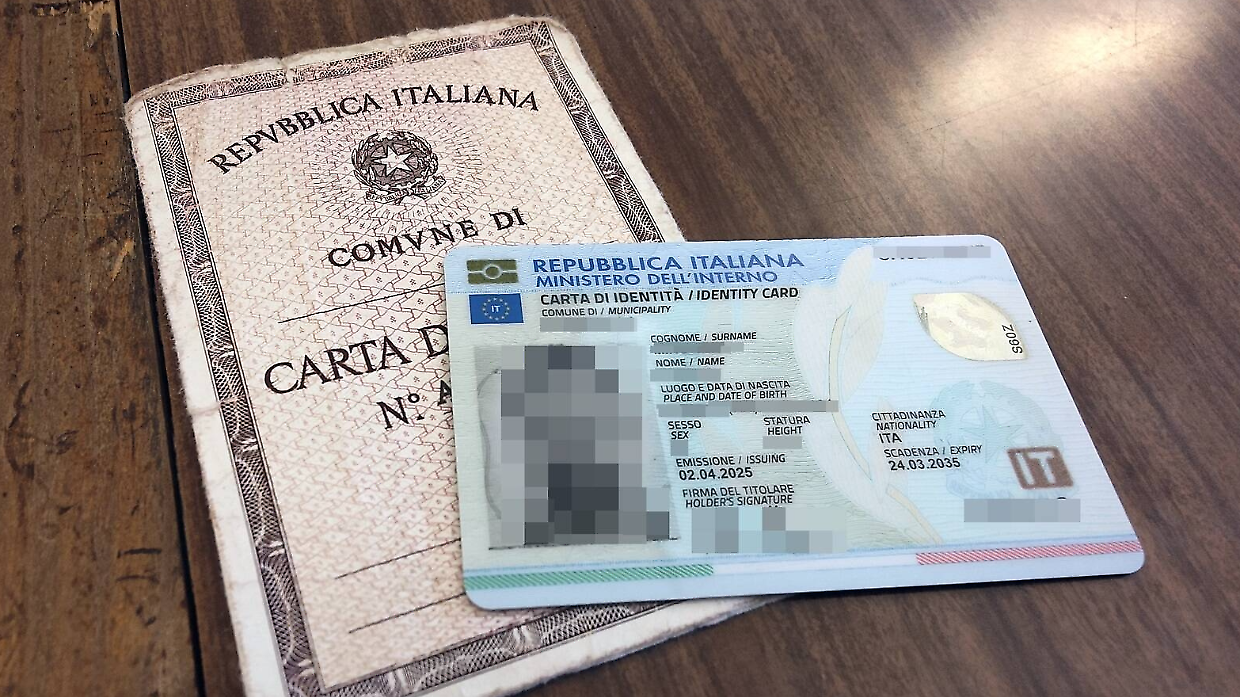 REPVBBLICA ITALIANA
COMVNE DI
CARTA D
N° A
REPUBBLICA ITALIANA
MINISTERO DELL'INTERNO
IT
CARTA DI IDENTITÀ / IDENTITY CARD
COMUNE DI / MUNICIPALITY
COGNOME / SURNAME
NOME / NAME
LUOGO E DATA DI NASCITA
PLACE AND DATE OF BIRTH
SESSO
SEX
STATURA
HEIGHT
CITTADINANZA
NATIONALITY
ITA
EMISSIONE / ISSUING
02.04.2025
SCADENZA / EXPIRY
24.03.2035
FIRMA DEL TITOLARE
HOLDER'S SIGNATURE
S60Z
IT